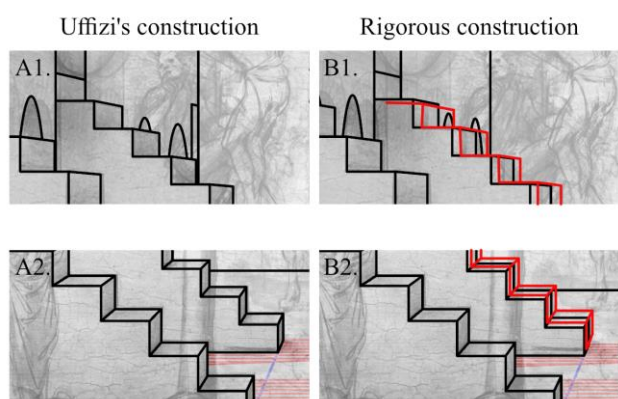 Uffizi's construction
Rigorous construction
A1.
B1.
A2.
B2.